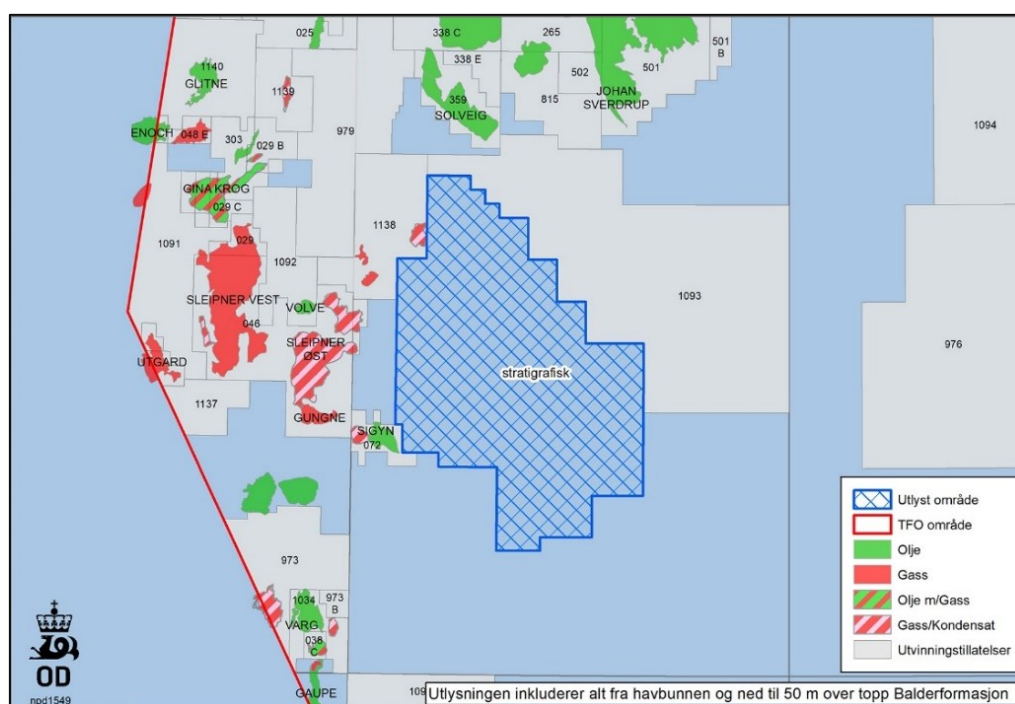 025
338 C
265
501
B
1140
GLITNE
338 E
502
501
1139
359
SOLVEIG
815
JOHAN
SVERDRUP
979
1094
ENOCH
048 E
303
029 B
GINA KROG
029 C
1138
1091
029
1092
1093
SLEIPNER VEST
VOLVE
046
SLEIPNER
ØST
976
UTGARD
stratigrafisk
1137
GUNGNE
SIGYN
072
Utlyst område
TFO område
Olje
Gass
Olje m/Gass
Gass/Kondensat
Utvinningstillatelser
973
1034
973
B
VARG
038
C
OD
npd1549
GAUPE
Utlysningen inkluderer alt fra havbunnen og ned til 50 m over topp Balderformasjon